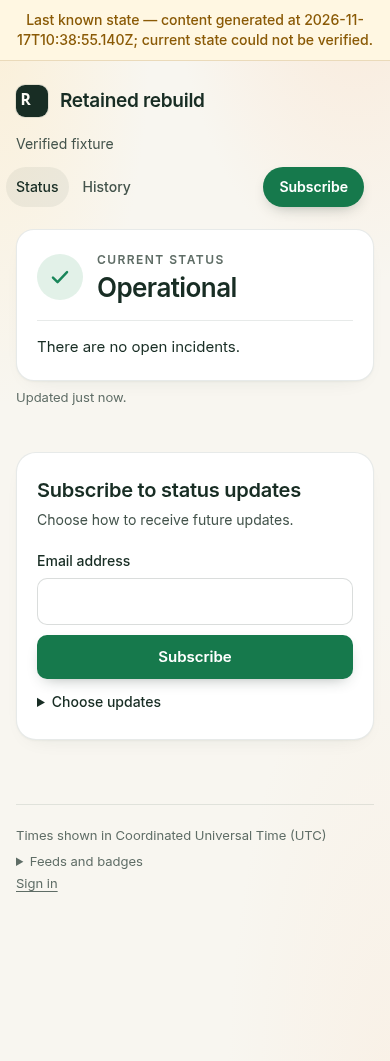 Last known state — content generated at 2026-11-
17T10:38:55.140Z; current state could not be verified.
R
Retained rebuild
Verified fixture
Status
History
Subscribe
CURRENT STATUS
Operational
There are no open incidents.
Updated just now.
Subscribe to status updates
Choose how to receive future updates.
Email address
Subscribe
Choose updates
Times shown in Coordinated Universal Time (UTC)
Feeds and badges
Sign in